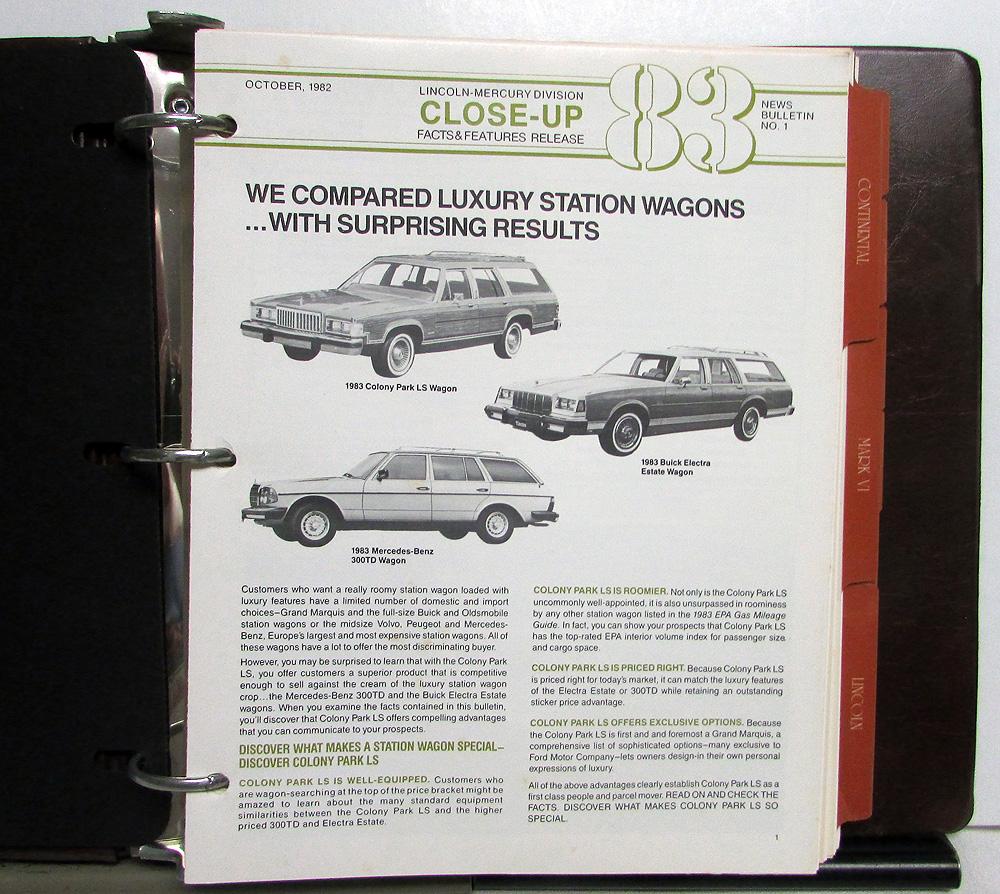 OCTOBER, 1982
LINCOLN-MERCURY DIVISION
CLOSE-UP
FACTS & FEATURES RELEASE
83
NEWS
BULLETIN
NO. 1
WE COMPARED LUXURY STATION WAGONS
...WITH SURPRISING RESULTS
1983 Colony Park LS Wagon
1983 Buick Electra
Estate Wagon
1983 Mercedes-Benz
300TD Wagon
Customers who want a really roomy station wagon loaded with
luxury features have a limited number of domestic and import
choices–Grand Marquis and the full-size Buick and Oldsmobile
station wagons or the midsize Volvo, Peugeot and Mercedes-
Benz, Europe's largest and most expensive station wagons. All of
these wagons have a lot to offer the most discriminating buyer.
However, you may be surprised to learn that with the Colony Park
LS, you offer customers a superior product that is competitive
enough to sell against the cream of the luxury station wagon
crop...the Mercedes-Benz 300TD and the Buick Electra Estate
wagons. When you examine the facts contained in this bulletin,
you'll discover that Colony Park LS offers compelling advantages
that you can communicate to your prospects.
DISCOVER WHAT MAKES A STATION WAGON SPECIAL–
DISCOVER COLONY PARK LS
COLONY PARK LS IS WELL-EQUIPPED. Customers who
are wagon-searching at the top of the price bracket might be
amazed to learn about the many standard equipment
similarities between the Colony Park LS and the higher
priced 300TD and Electra Estate.
COLONY PARK LS IS ROOMIER. Not only is the Colony Park LS
uncommonly well-appointed, it is also unsurpassed in roominess
by any other station wagon listed in the 1983 EPA Gas Mileage
Guide. In fact, you can show your prospects that Colony Park LS
has the top-rated EPA interior volume index for passenger size
and cargo space.
COLONY PARK LS IS PRICED RIGHT. Because Colony Park LS
is priced right for today's market, it can match the luxury features
of the Electra Estate or 300TD while retaining an outstanding
sticker price advantage.
COLONY PARK LS OFFERS EXCLUSIVE OPTIONS. Because
the Colony Park LS is first and and foremost a Grand Marquis, a
comprehensive list of sophisticated options–many exclusive to
Ford Motor Company–lets owners design-in their own personal
expressions of luxury.
All of the above advantages clearly establish Colony Park LS as a
first class people and parcel mover. READ ON AND CHECK THE
FACTS. DISCOVER WHAT MAKES COLONY PARK LS SO
SPECIAL.
1
CONTINENTAL
MARK VI
LINCOLN